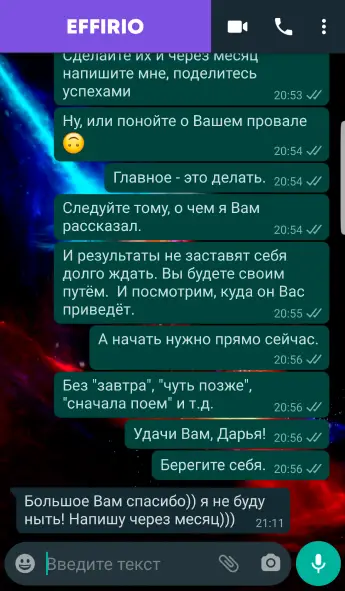 EFFIRIO
Сделайте их и через месяц
напишите мне, поделитесь
успехами
20:53
Ну, или понойте о Вашем провале
🙃
20:54
Главное - это делать.
20:54
Следуйте тому, о чем я Вам
рассказал.
20:54
И результаты не заставят себя
долго ждать. Вы будете своим
путём. И посмотрим, куда он Вас
приведёт.
20:55
А начать нужно прямо сейчас.
20:56
Без "завтра", "чуть позже",
"сначала поем" и т.д.
20:56
Удачи Вам, Дарья!
20:56
Берегите себя.
20:56
Большое Вам спасибо)) я не буду
ныть! Напишу через месяц)))
21:11
Введите текст